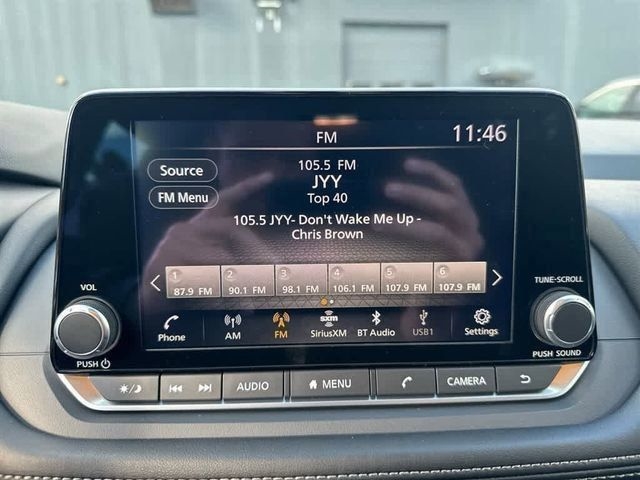 FM
11:46
Source
FM Menu
105.5 FM
JYY
Top 40
105.5 JYY- Don't Wake Me Up -
Chris Brown
1 2 3 4 5 6
87.9 FM 90.1 FM 98.1 FM 106.1 FM 107.9 FM 107.9 FM
sxm
Phone AM FM SiriusXM BT Audio USB1 Settings
VOL
PUSH
TUNE-SCROLL
PUSH SOUND
AUDIO MENU CAMERA